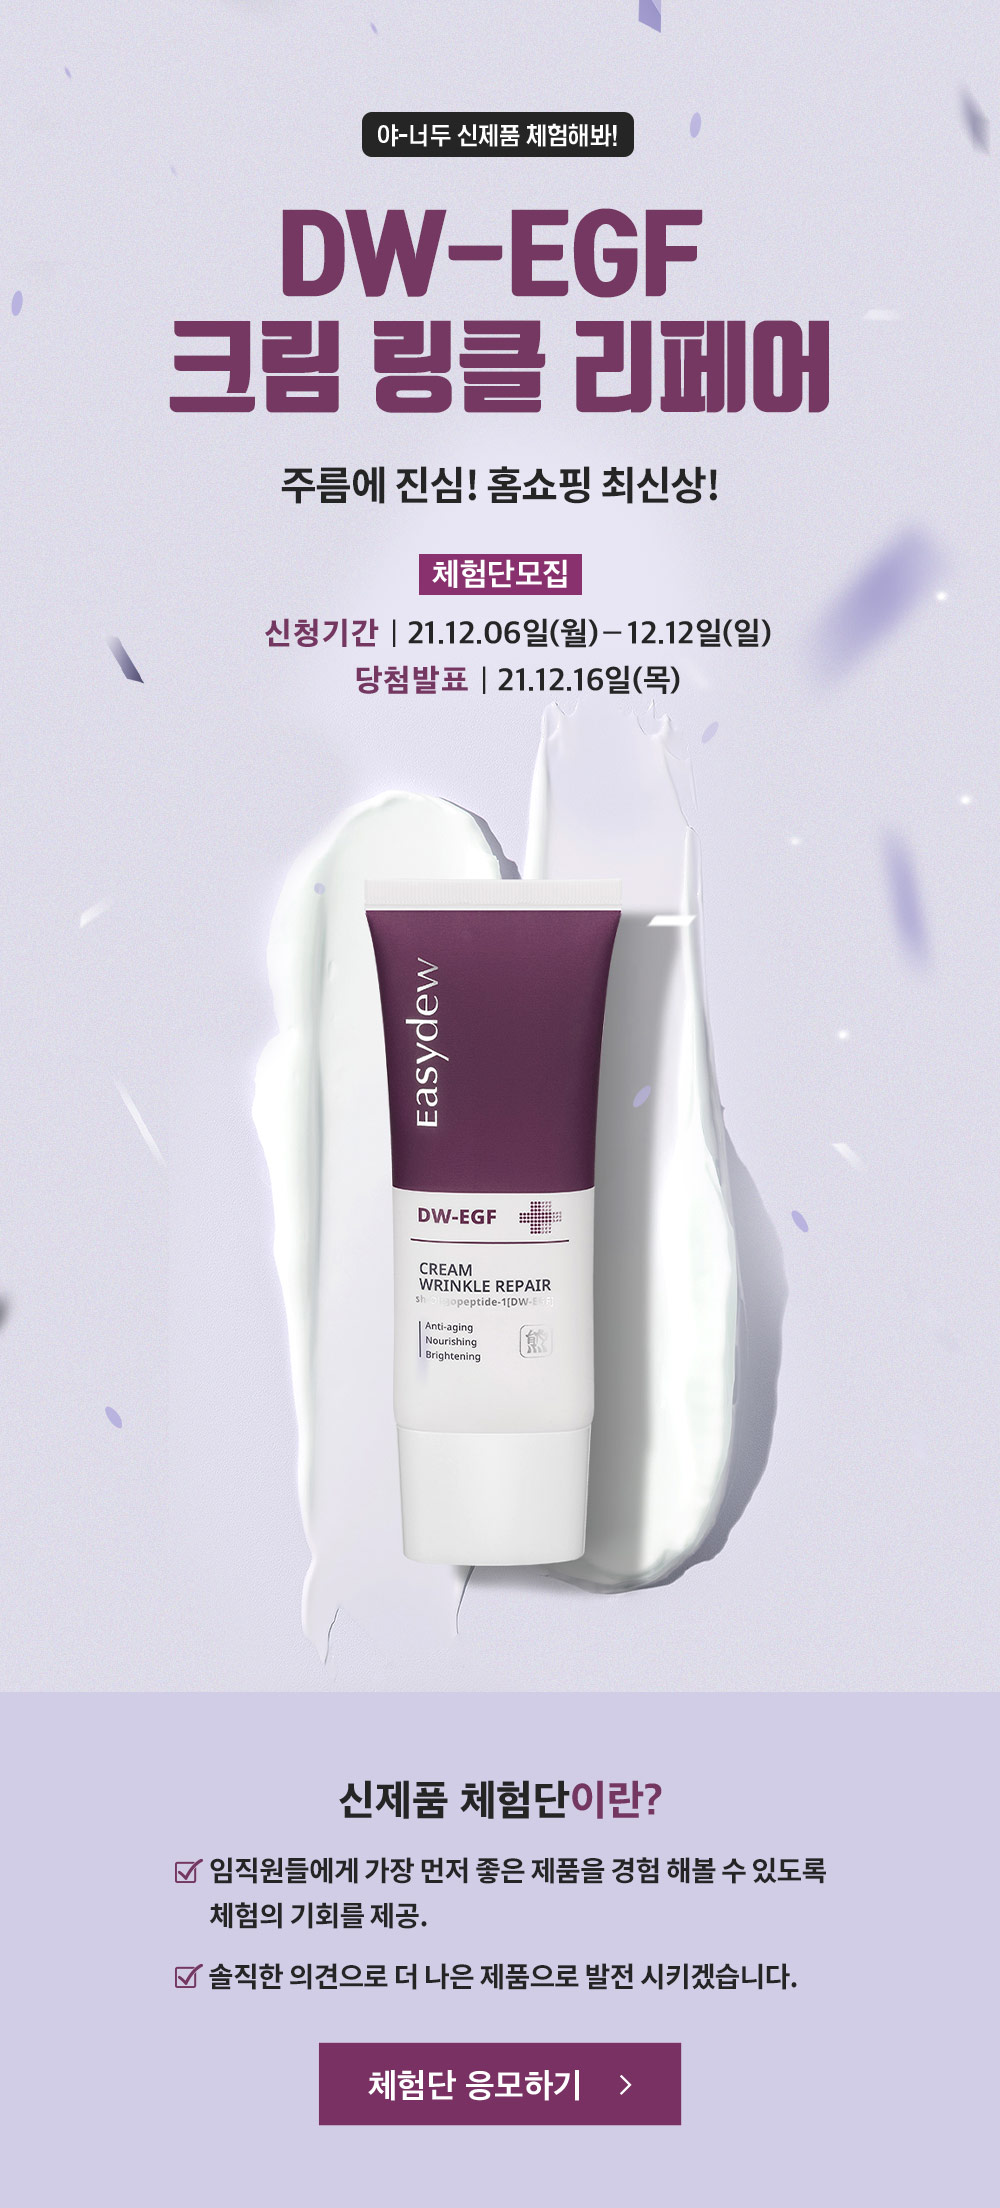 야-너두 신제품 체험해봐!
DW-EGF
크림 링클 리페어
주름에 진심! 홈쇼핑 최신상!
체험단모집
신청기간 | 21.12.06일(월) – 12.12일(일)
당첨발표 | 21.12.16일(목)
Easydew
DW-EGF
CREAM
WRINKLE REPAIR
Anti-aging
Nourishing
Brightening
신제품 체험단이란?
임직원들에게 가장 먼저 좋은 제품을 경험 해볼 수 있도록
체험의 기회를 제공.
솔직한 의견으로 더 나은 제품으로 발전 시키겠습니다.
체험단 응모하기 >